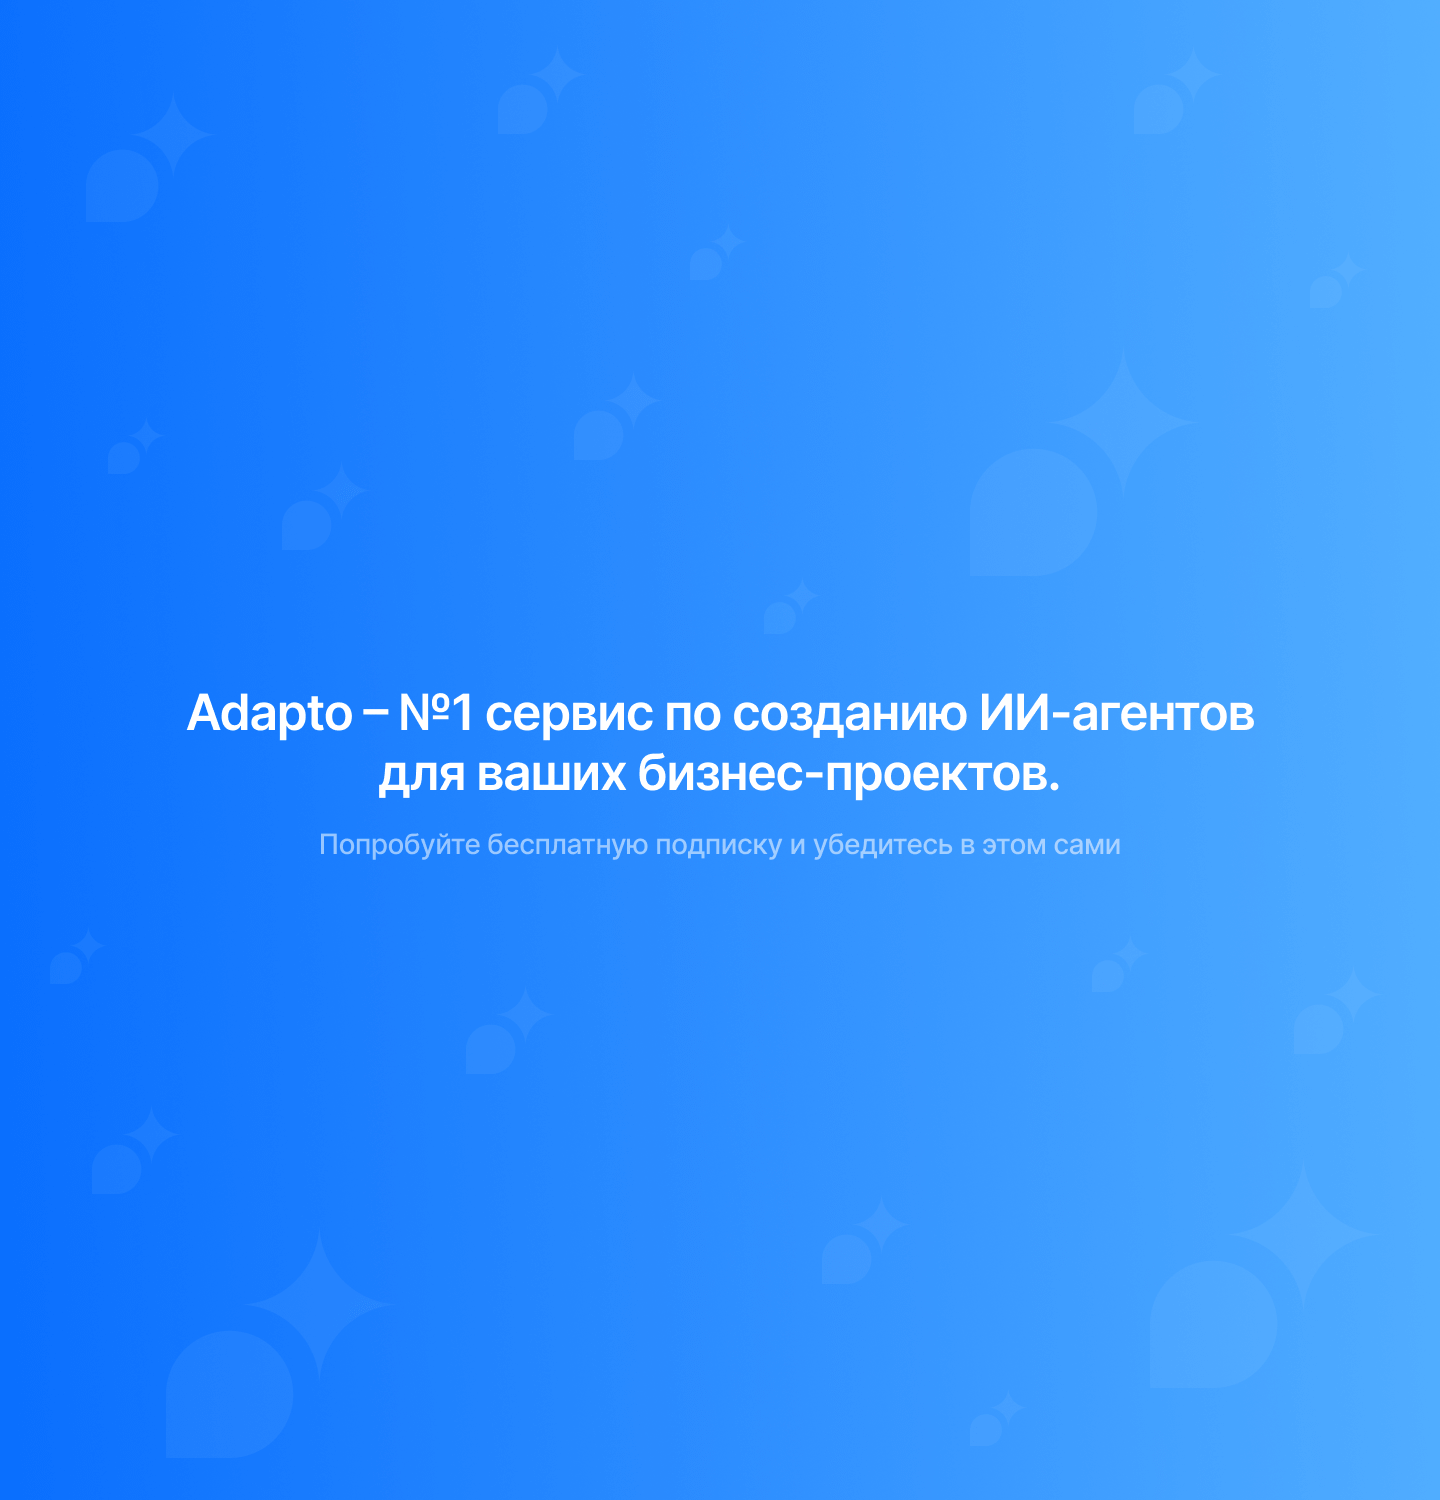 Adapto – №1 сервис по созданию ИИ-агентов
для ваших бизнес-проектов.
Попробуйте бесплатную подписку и убедитесь в этом сами